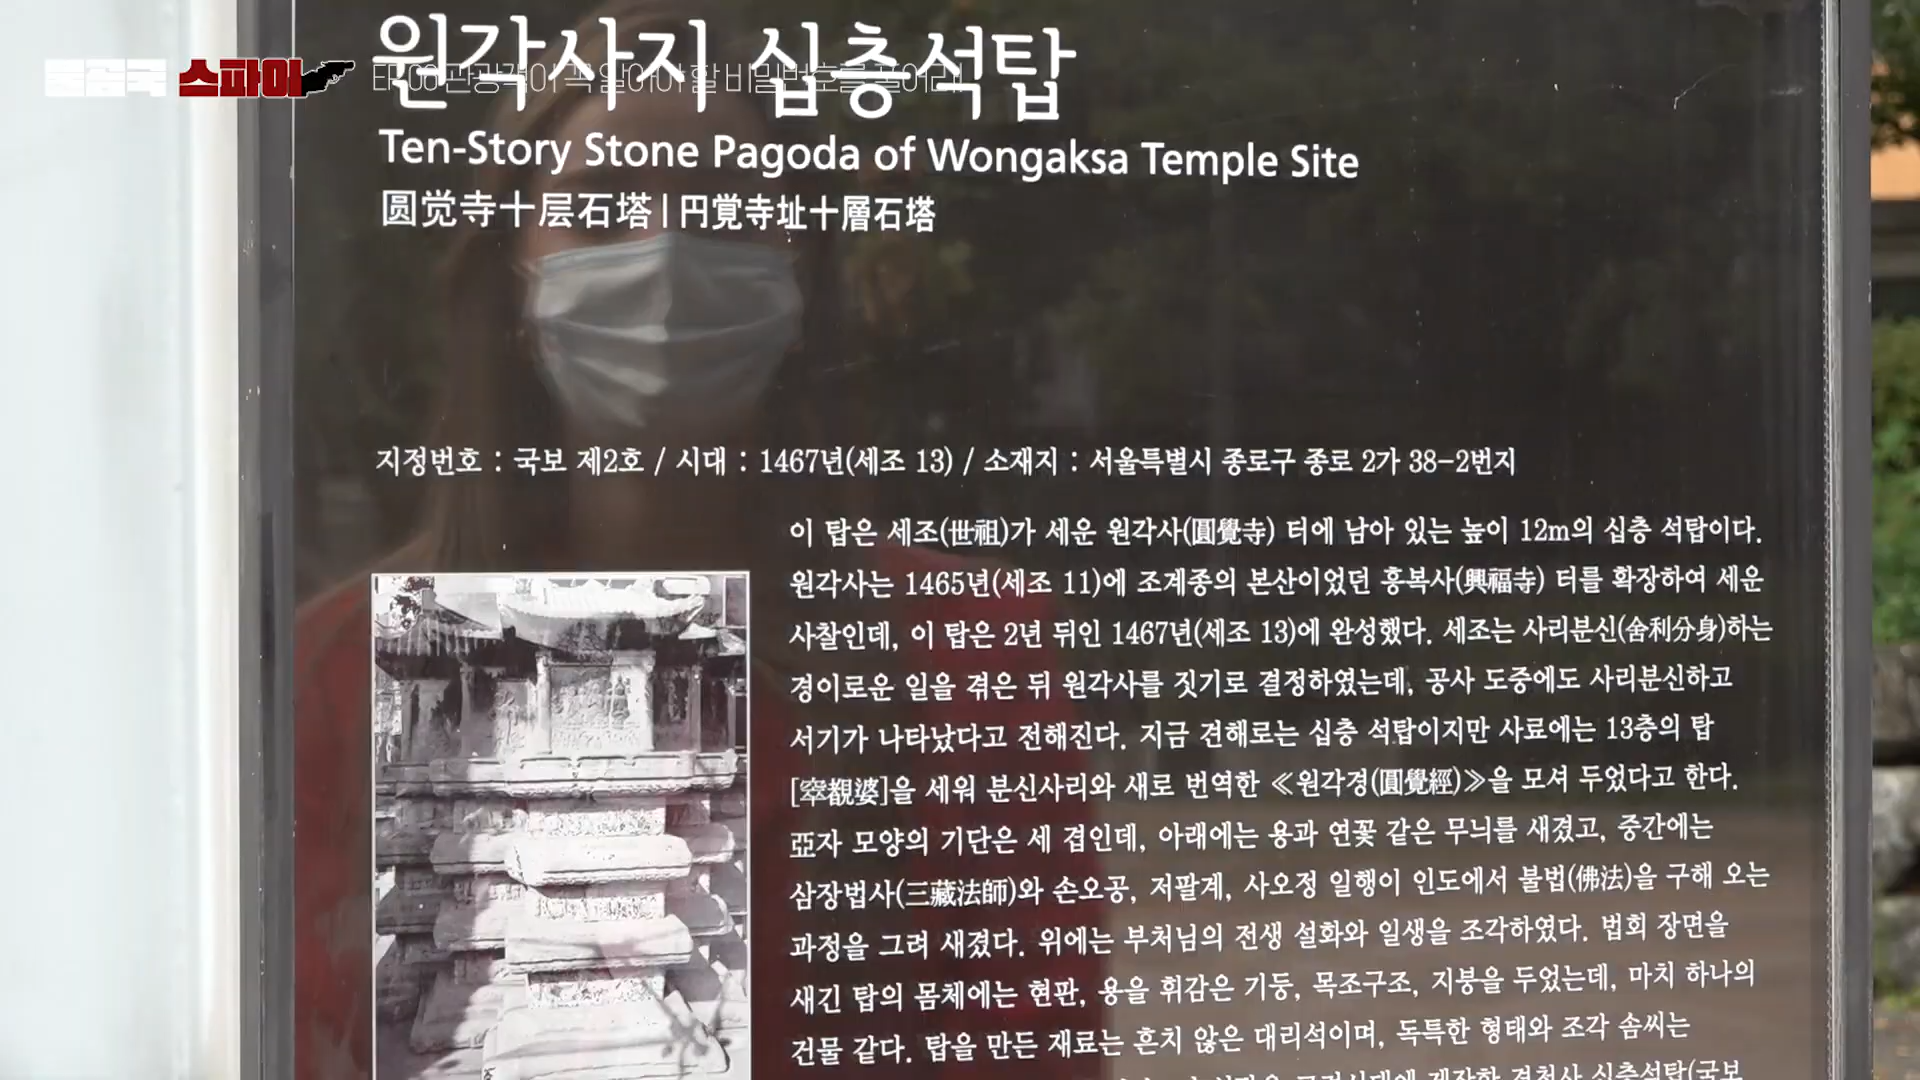 스파이
원각사지 십층석탑
Ten-Story Stone Pagoda of Wongaksa Temple Site
圆觉寺十层石塔 | 円覚寺址十層石塔
지정번호 : 국보 제2호 / 시대 : 1467년(세조 13) / 소재지 : 서울특별시 종로구 종로 2가 38-2번지
이 탑은 세조(世祖)가 세운 원각사(圓覺寺) 터에 남아 있는 높이 12m의 십층 석탑이다.
원각사는 1465년(세조 11)에 조계종의 본산이었던 흥복사(興福寺) 터를 확장하여 세운
사찰인데, 이 탑은 2년 뒤인 1467년(세조 13)에 완성했다. 세조는 사리분신(舍利分身)하는
경이로운 일을 겪은 뒤 원각사를 짓기로 결정하였는데, 공사 도중에도 사리분신하고
서기가 나타났다고 전해진다. 지금 견해로는 십층 석탑이지만 사료에는 13층의 탑
[窣覩婆]을 세워 분신사리와 새로 번역한 ≪원각경(圓覺經)≫을 모셔 두었다고 한다.
亞자 모양의 기단은 세 겹인데, 아래에는 용과 연꽃 같은 무늬를 새겼고, 중간에는
삼장법사(三藏法師)와 손오공, 저팔계, 사오정 일행이 인도에서 불법(佛法)을 구해 오는
과정을 그려 새겼다. 위에는 부처님의 전생 설화와 일생을 조각하였다. 법회 장면을
새긴 탑의 몸체에는 현판, 용을 휘감은 기둥, 목조구조, 지붕을 두었는데, 마치 하나의
건물 같다. 탑을 만든 재료는 흔치 않은 대리석이며, 독특한 형태와 조각 솜씨는
십층석탑(국보